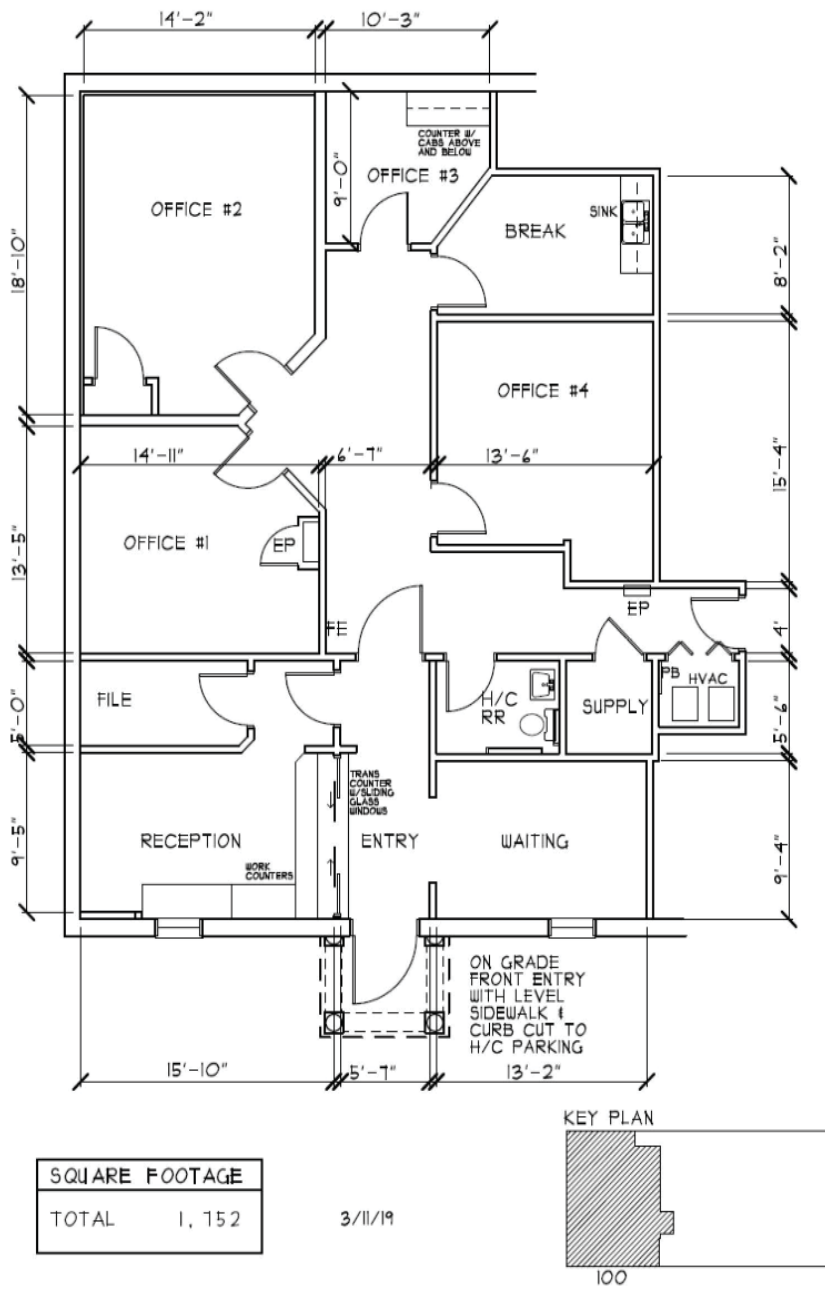 14'-2"
10'-3"
COUNTER W/
CABS ABOVE
AND BELOW
9'-0"
OFFICE #3
OFFICE #2
BREAK
SINK
18'-10"
8'-2"
OFFICE #4
14'-11"
6'-7"
13'-6"
15'-4"
OFFICE #1
EP
13'-5"
EP
FE
4'
FILE
H/C
RR
SUPPLY
PB
HVAC
5'-0"
5'-6"
TRANS
COUNTER
W/SLIDING
GLASS
WINDOWS
RECEPTION
ENTRY
WAITING
WORK
COUNTERS
9'-5"
9'-4"
ON GRADE
FRONT ENTRY
WITH LEVEL
SIDEWALK &
CURB CUT TO
H/C PARKING
15'-10"
5'-7"
13'-2"
KEY PLAN
SQUARE FOOTAGE
TOTAL 1,752
3/11/19
100